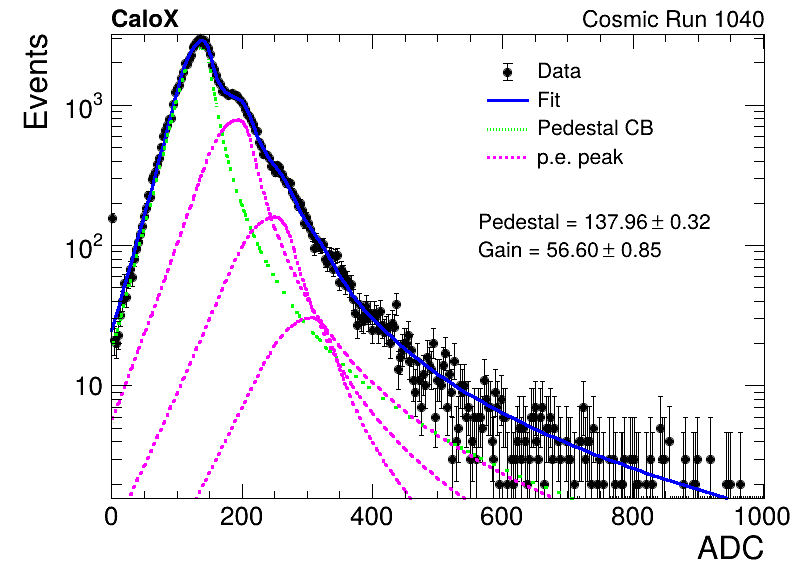 CaloX Cosmic Run 1040
Events
Data
Fit
Pedestal CB
p.e. peak
Pedestal = 137.96 ± 0.32
Gain = 56.60 ± 0.85
10³
10²
10
0 200 400 600 800 1000
ADC